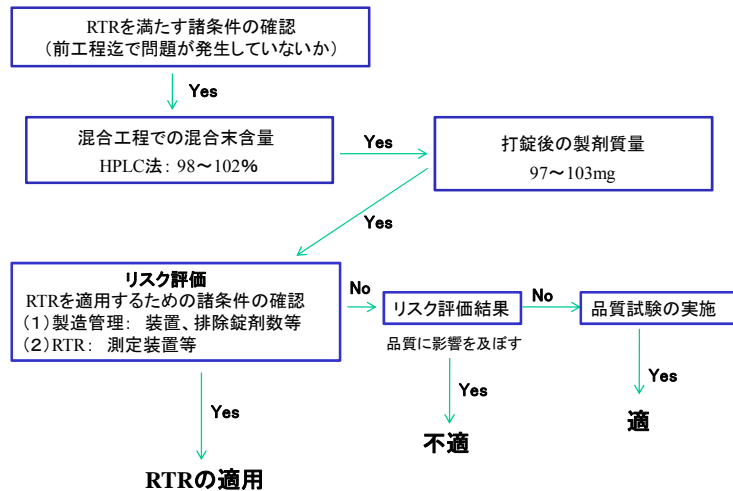 RTRを満たす諸条件の確認
（前工程迄で問題が発生していないか）
Yes
混合工程での混合末含量
HPLC法： 98～102%
Yes
打錠後の製剤質量
97～103mg
Yes
リスク評価
RTRを適用するための諸条件の確認
（1）製造管理： 装置、排除錠剤数等
（2）RTR： 測定装置等
No
リスク評価結果
No
品質試験の実施
品質に影響を及ぼす
Yes
Yes
Yes
不適
適
RTRの適用